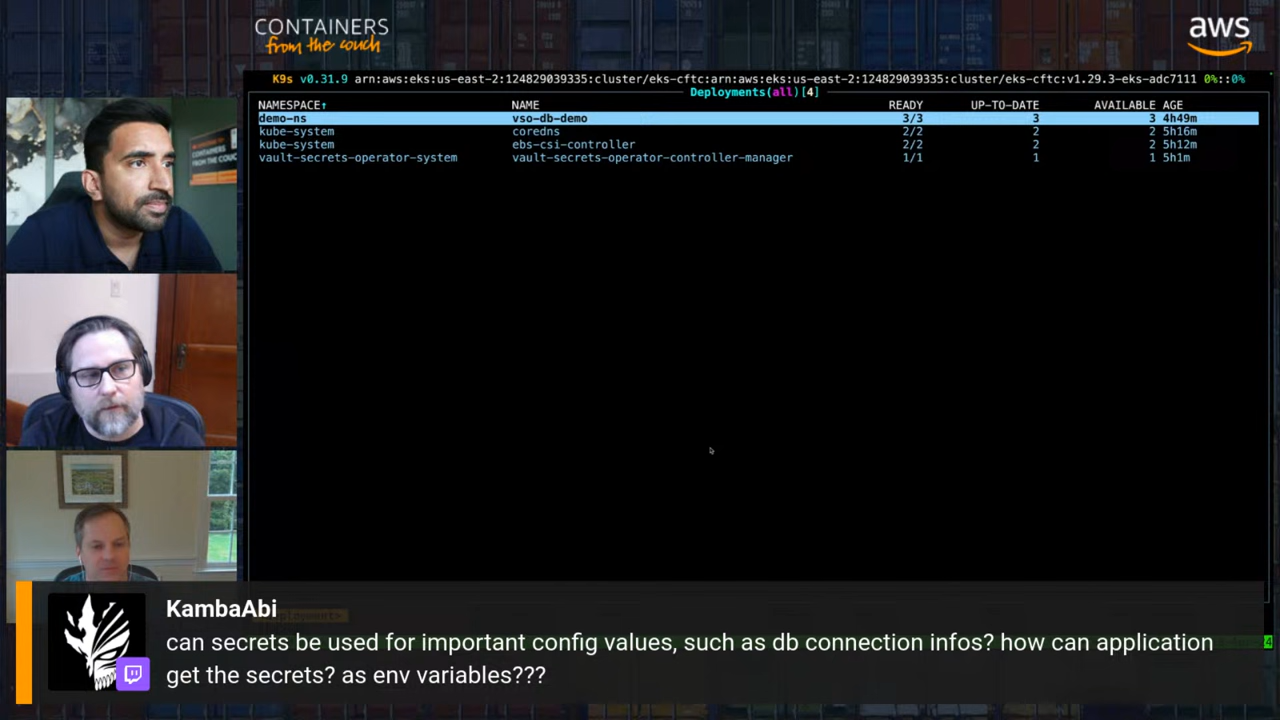 CONTAINERS
from the couch
aws
K9s v0.31.9 arn:aws:eks:us-east-2:124829039335:cluster/eks-cftc:arn:aws:eks:us-east-2:124829039335:cluster/eks-cftc:v1.29.3-eks-adc7111 0%::0%
Deployments(all)[4]
NAMESPACE↑ NAME READY UP-TO-DATE AVAILABLE AGE
demo-ns vso-db-demo 3/3 3 3 4h49m
kube-system coredns 2/2 2 2 5h16m
kube-system ebs-csi-controller 2/2 2 2 5h12m
vault-secrets-operator-system vault-secrets-operator-controller-manager 1/1 1 1 5h1m
CONTAINERS
FROM THE COUCH
KambaAbi
can secrets be used for important config values, such as db connection infos? how can application
get the secrets? as env variables???
4